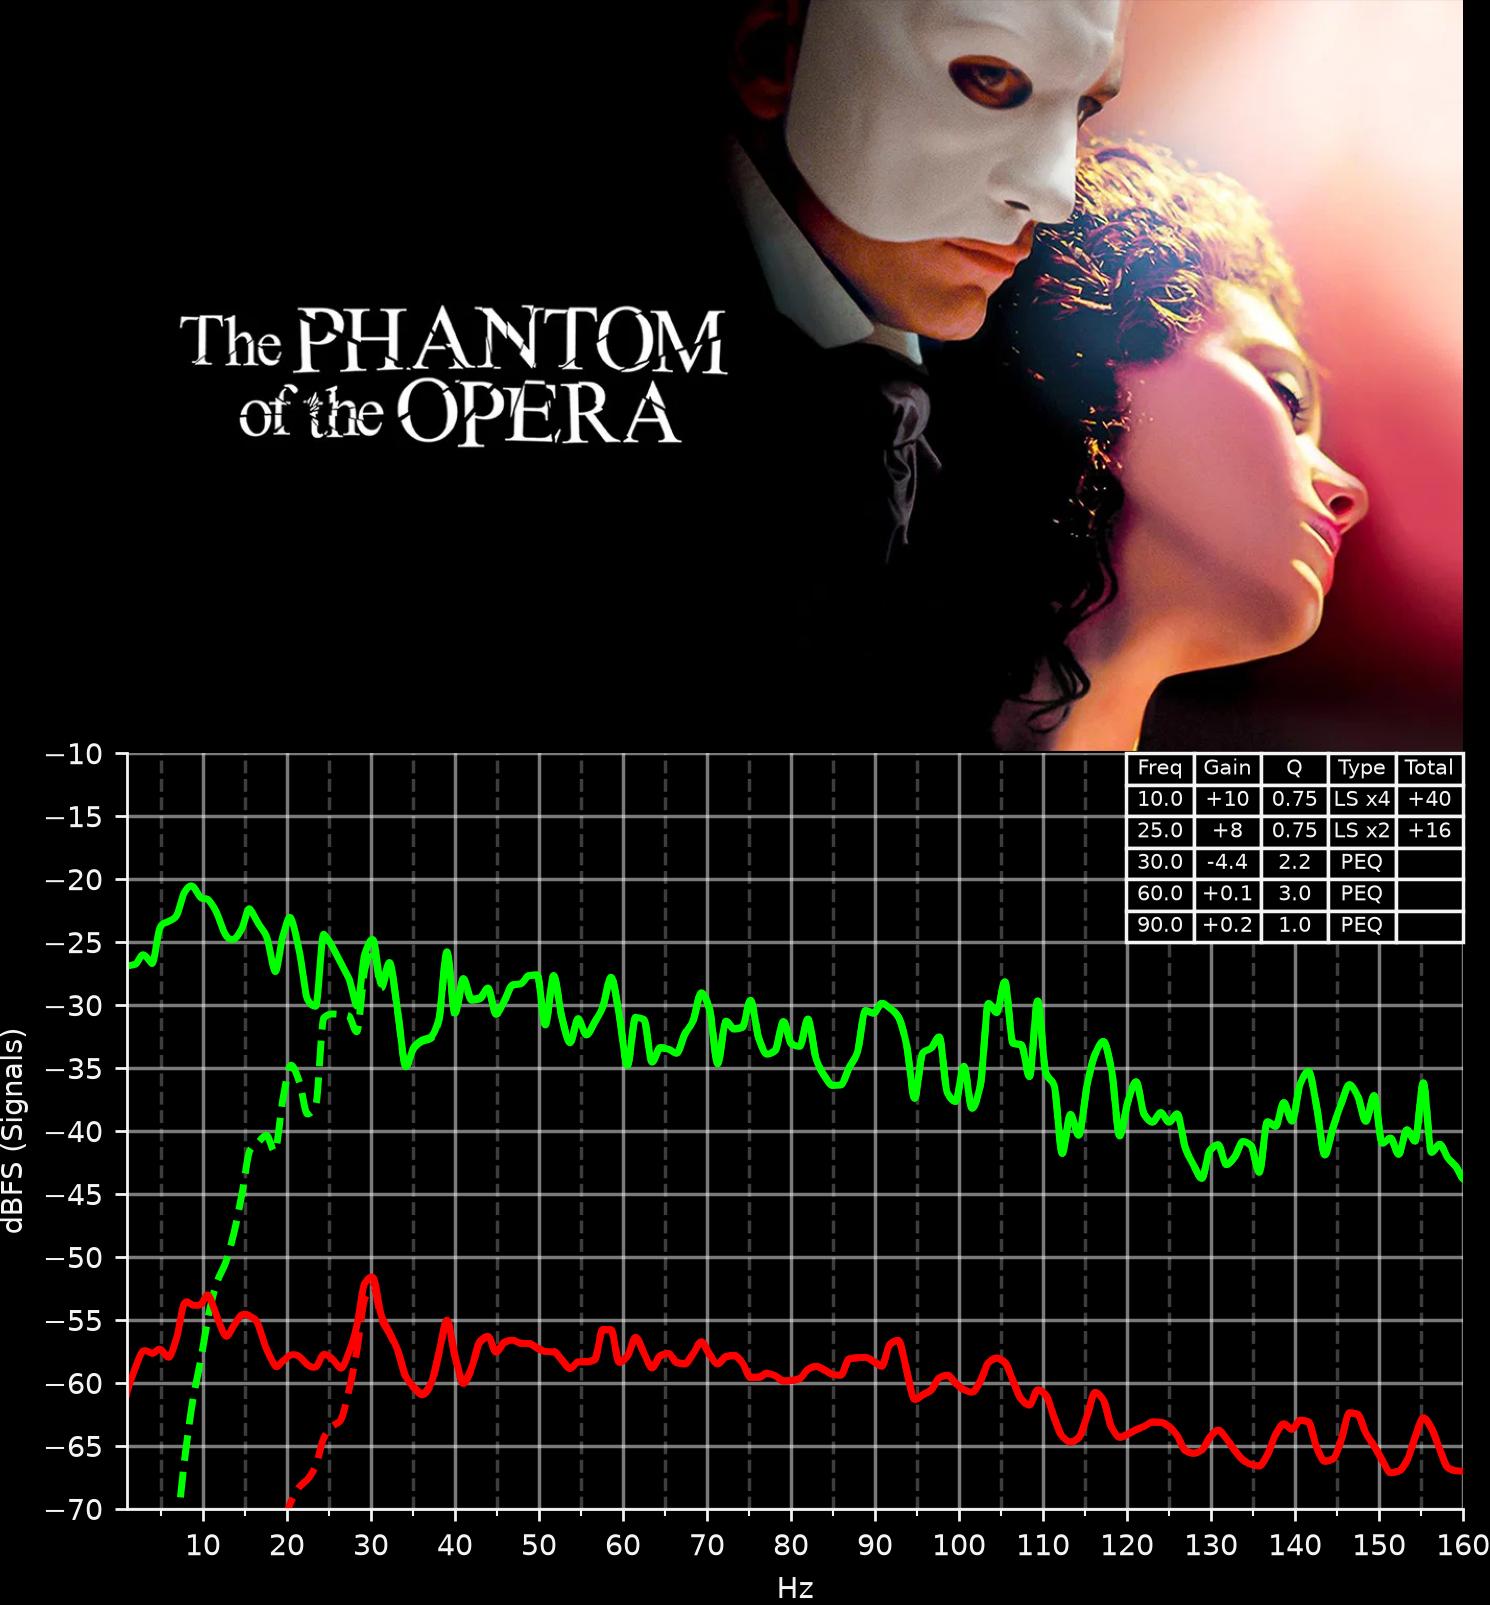 The PHANTOM
of the OPERA
Freq Gain Q Type Total
10.0 +10 0.75 LS x4 +40
25.0 +8 0.75 LS x2 +16
30.0 -4.4 2.2 PEQ
60.0 +0.1 3.0 PEQ
90.0 +0.2 1.0 PEQ
−10
−15
−20
−25
−30
−35
−40
−45
−50
−55
−60
−65
−70
dBFS (Signals)
10 20 30 40 50 60 70 80 90 100 110 120 130 140 150 160
Hz